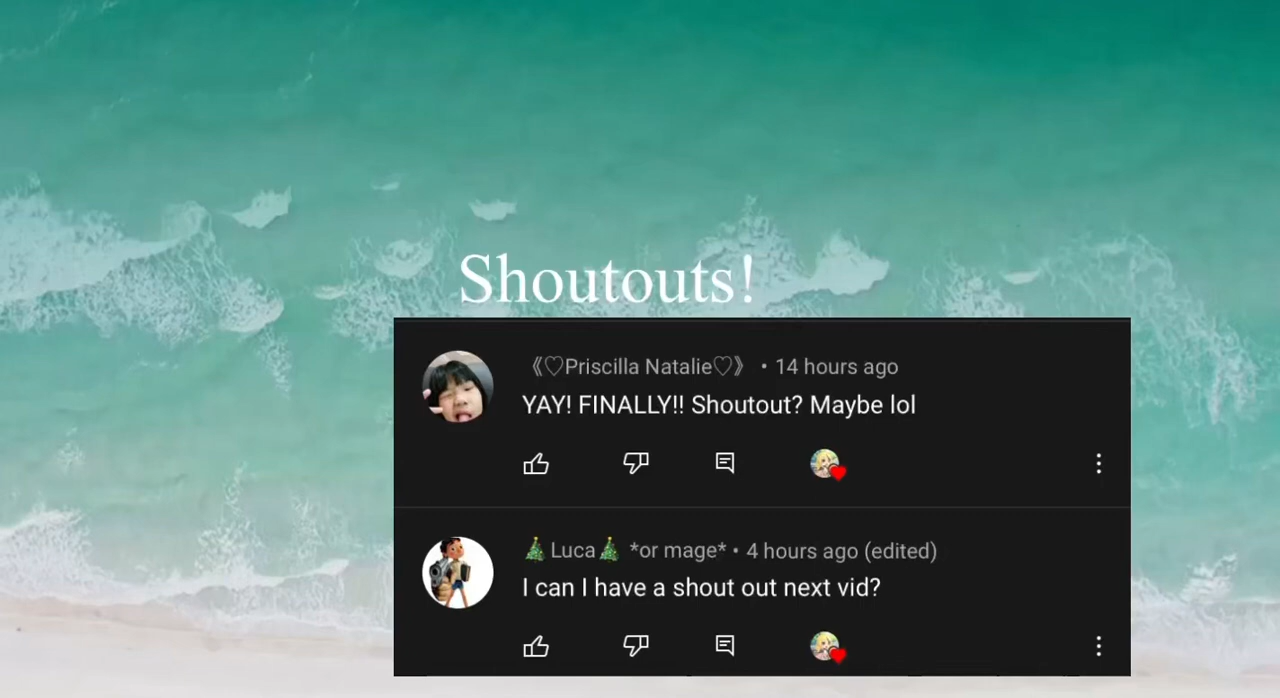 Shoutouts!
《♡Priscilla Natalie♡》 • 14 hours ago
YAY! FINALLY!! Shoutout? Maybe lol
🎄Luca🎄 *or mage* • 4 hours ago (edited)
I can I have a shout out next vid?